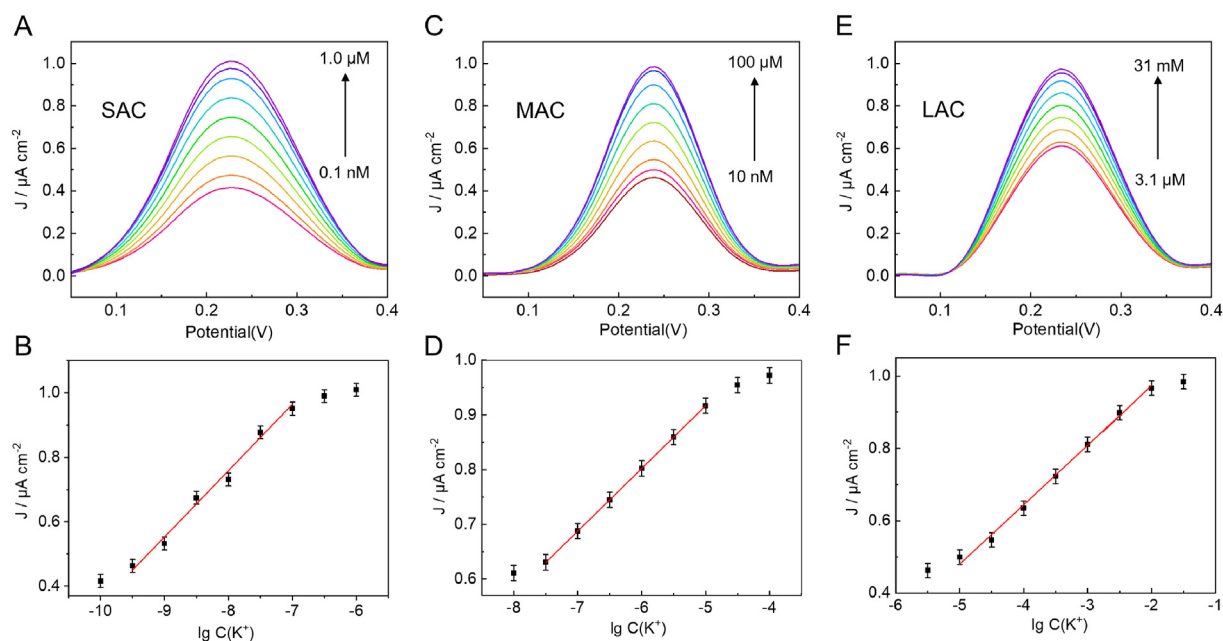 A
1.0 µM
SAC
0.1 nM
J / µA cm⁻²
1.0
0.8
0.6
0.4
0.2
0.0
0.1
0.2
0.3
0.4
Potential(V)
C
100 µM
MAC
10 nM
J / µA cm⁻²
1.0
0.8
0.6
0.4
0.2
0.0
0.1
0.2
0.3
0.4
Potential(V)
E
31 mM
LAC
3.1 µM
J / µA cm⁻²
1.0
0.8
0.6
0.4
0.2
0.0
0.1
0.2
0.3
0.4
Potential(V)
B
J / µA cm⁻²
1.0
0.8
0.6
0.4
-10
-9
-8
-7
-6
lg C(K⁺)
D
J / µA cm⁻²
1.0
0.9
0.8
0.7
0.6
-8
-7
-6
-5
-4
lg C(K⁺)
F
J / µA cm⁻²
1.0
0.8
0.6
0.4
-6
-5
-4
-3
-2
-1
lg C(K⁺)